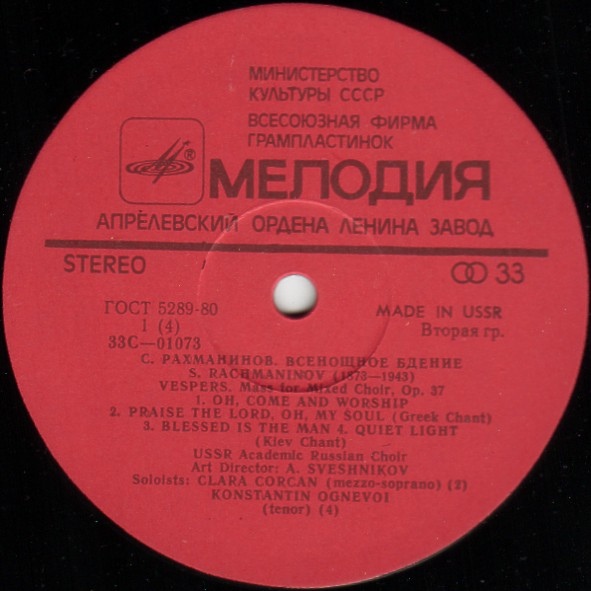 МИНИСТЕРСТВО
КУЛЬТУРЫ СССР
ВСЕСОЮЗНАЯ ФИРМА
ГРАМПЛАСТИНОК
® МЕЛОДИЯ
АПРЕЛЕВСКИЙ ОРДЕНА ЛЕНИНА ЗАВОД
STEREO
33
ГОСТ 5289-80
MADE IN USSR
1 (4)
Вторая гр.
33С—01073
С. РАХМАНИНОВ. ВСЕНОЩНОЕ БДЕНИЕ
S. RACHMANINOV (1873—1943)
VESPERS. Mass for Mixed Choir, Op. 37
1. OH, COME AND WORSHIP
2. PRAISE THE LORD, OH, MY SOUL (Greek Chant)
3. BLESSED IS THE MAN 4. QUIET LIGHT
(Kiev Chant)
USSR Academic Russian Choir
Art Director: A. SVESHNIKOV
Soloists: CLARA CORCAN (mezzo-soprano) (2)
KONSTANTIN OGNEVOI
(tenor) (4)